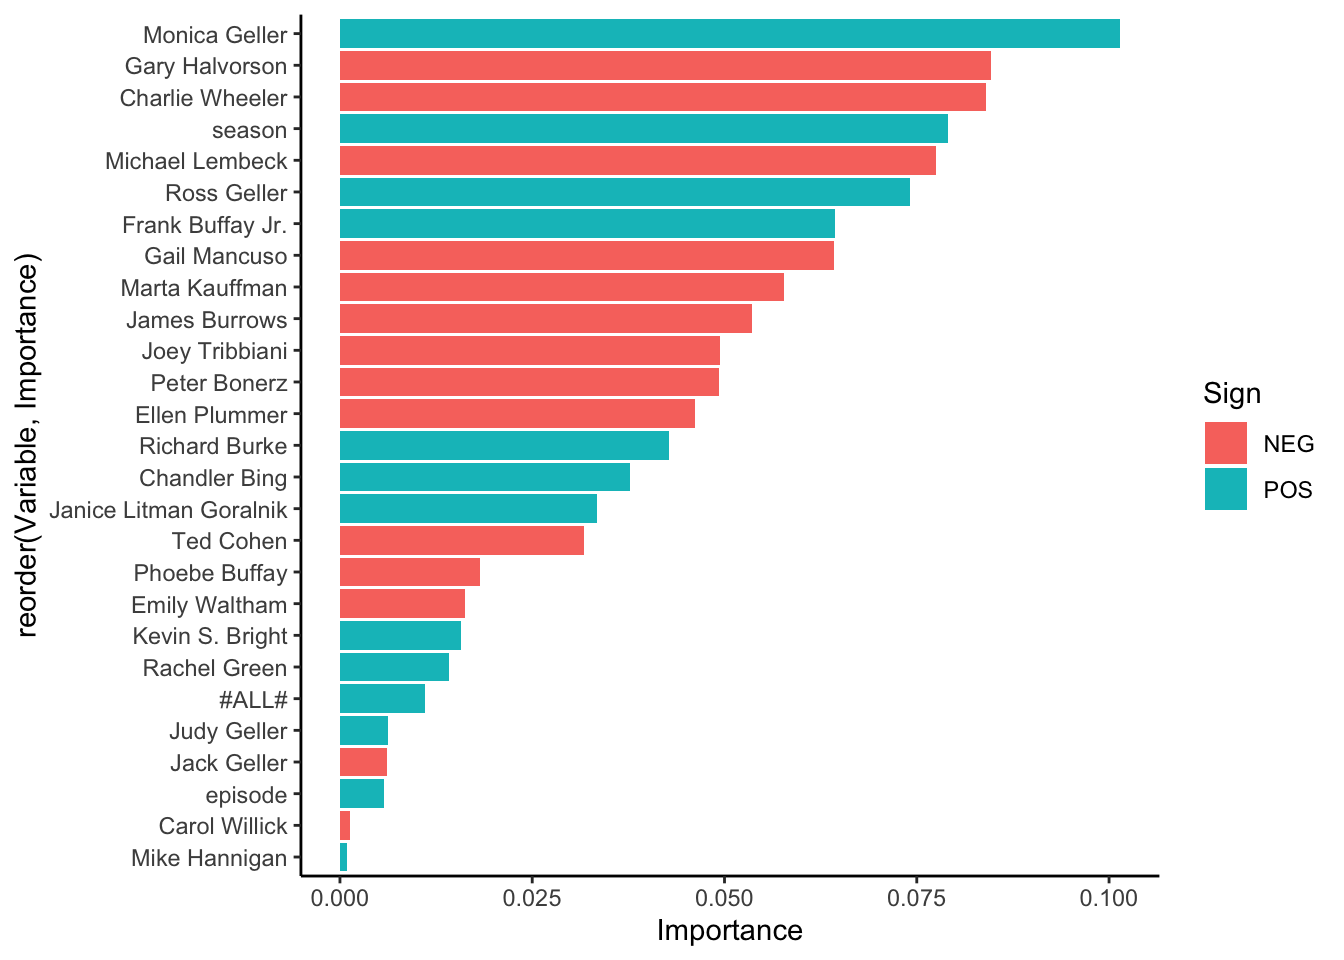 Monica Geller
Gary Halvorson
Charlie Wheeler
season
Michael Lembeck
Ross Geller
Frank Buffay Jr.
Gail Mancuso
Marta Kauffman
James Burrows
Joey Tribbiani
Peter Bonerz
Ellen Plummer
Richard Burke
Chandler Bing
Janice Litman Goralnik
Ted Cohen
Phoebe Buffay
Emily Waltham
Kevin S. Bright
Rachel Green
#ALL#
Judy Geller
Jack Geller
episode
Carol Willick
Mike Hannigan
reorder(Variable, Importance)
0.000 0.025 0.050 0.075 0.100
Importance
Sign
NEG
POS